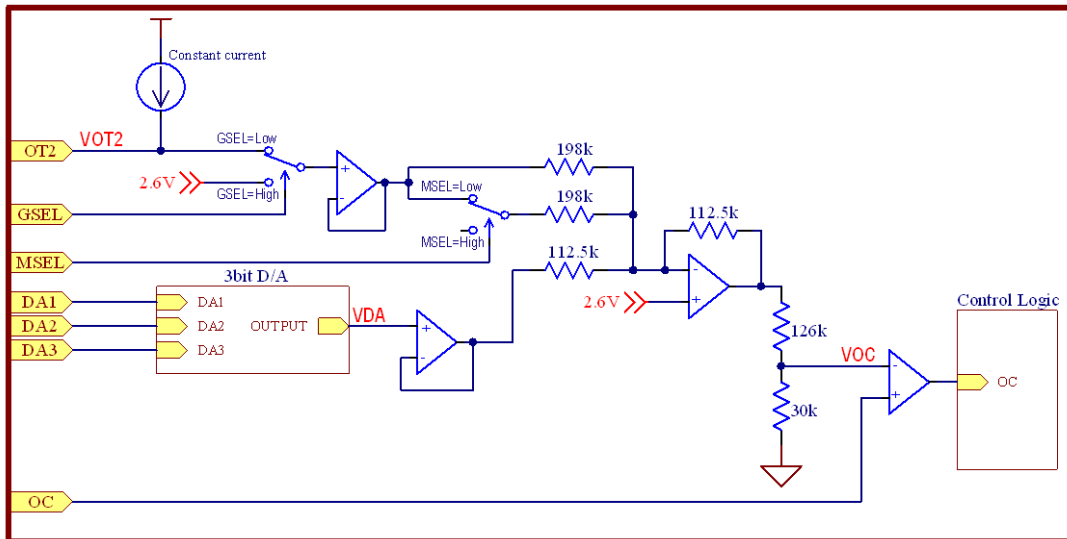 Constant current
OT2
VOT2
GSEL=Low
2.6V
GSEL=High
+
-
GSEL
MSEL=Low
MSEL=High
MSEL
198k
198k
112.5k
112.5k
2.6V
-
+
3bit D/A
DA1
DA2
DA3
DA1
DA2
DA3
OUTPUT
VDA
+
-
126k
VOC
30k
-
+
Control Logic
OC
OC